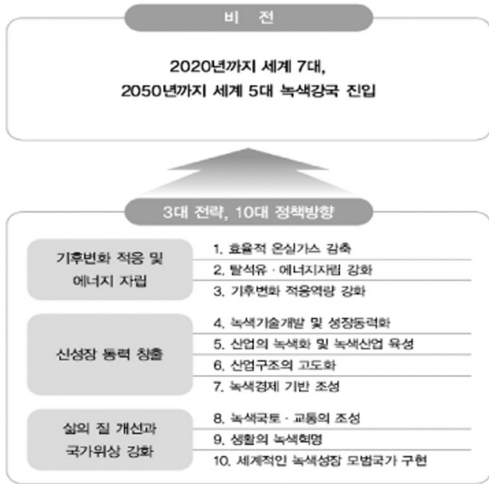 비 전
2020년까지 세계 7대,
2050년까지 세계 5대 녹색강국 진입
3대 전략, 10대 정책방향
기후변화 적응 및
에너지 자립
1. 효율적 온실가스 감축
2. 탈석유·에너지자립 강화
3. 기후변화 적응역량 강화
신성장 동력 창출
4. 녹색기술개발 및 성장동력화
5. 산업의 녹색화 및 녹색산업 육성
6. 산업구조의 고도화
7. 녹색경제 기반 조성
삶의 질 개선과
국가위상 강화
8. 녹색국토·교통의 조성
9. 생활의 녹색혁명
10. 세계적인 녹색성장 모범국가 구현